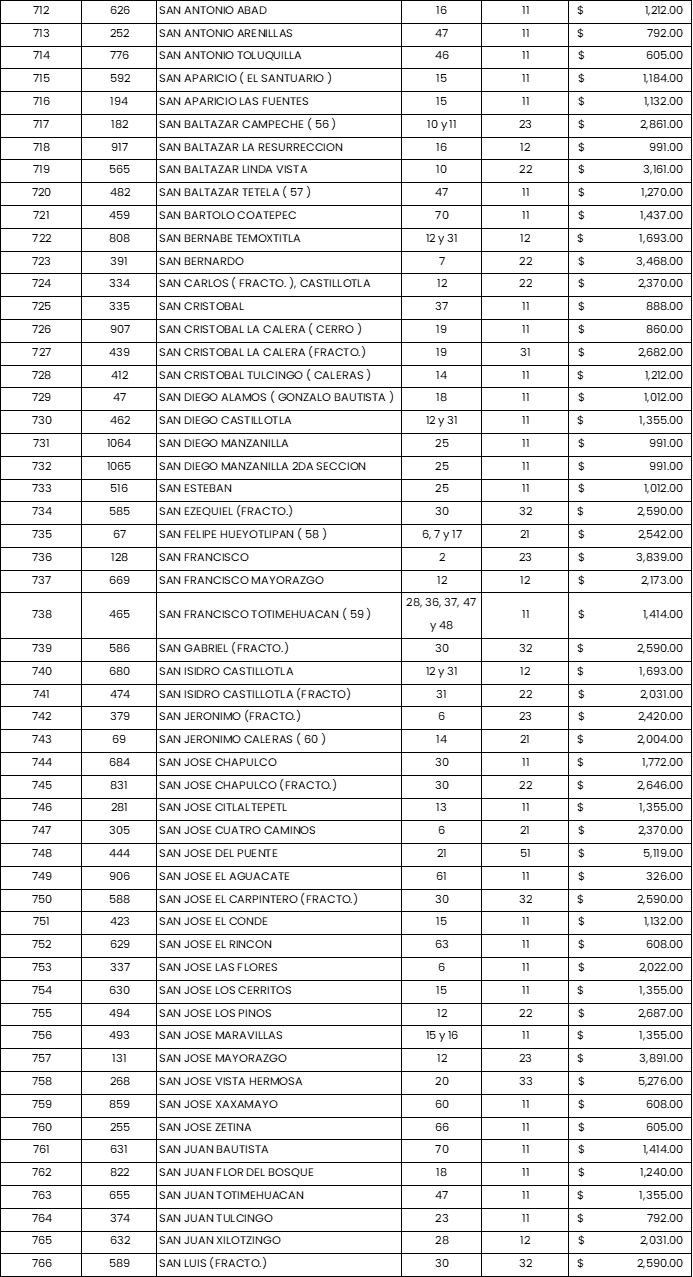 712 626 SAN ANTONIO ABAD 16 11 $ 1,212.00
713 252 SAN ANTONIO ARENILLAS 47 11 $ 792.00
714 776 SAN ANTONIO TOLUQUILLA 46 11 $ 605.00
715 592 SAN APARICIO ( EL SANTUARIO ) 15 11 $ 1,184.00
716 194 SAN APARICIO LAS FUENTES 15 11 $ 1,132.00
717 182 SAN BALTAZAR CAMPECHE ( 56 ) 10 y 11 23 $ 2,861.00
718 917 SAN BALTAZAR LA RESURRECCION 16 12 $ 991.00
719 565 SAN BALTAZAR LINDA VISTA 10 22 $ 3,161.00
720 482 SAN BALTAZAR TETELA ( 57 ) 47 11 $ 1,270.00
721 459 SAN BARTOLO COATEPEC 70 11 $ 1,437.00
722 808 SAN BERNABE TEMOXTITLA 12 y 31 12 $ 1,693.00
723 391 SAN BERNARDO 7 22 $ 3,468.00
724 334 SAN CARLOS ( FRACTO. ), CASTILLOTLA 12 22 $ 2,370.00
725 335 SAN CRISTOBAL 37 11 $ 888.00
726 907 SAN CRISTOBAL LA CALERA ( CERRO ) 19 11 $ 860.00
727 439 SAN CRISTOBAL LA CALERA (FRACTO.) 19 31 $ 2,682.00
728 412 SAN CRISTOBAL TULCINGO ( CALERAS ) 14 11 $ 1,212.00
729 47 SAN DIEGO ALAMOS ( GONZALO BAUTISTA ) 18 11 $ 1,012.00
730 462 SAN DIEGO CASTILLOTLA 12 y 31 11 $ 1,355.00
731 1064 SAN DIEGO MANZANILLA 25 11 $ 991.00
732 1065 SAN DIEGO MANZANILLA 2DA SECCION 25 11 $ 991.00
733 516 SAN ESTEBAN 25 11 $ 1,012.00
734 585 SAN EZEQUIEL (FRACTO.) 30 32 $ 2,590.00
735 67 SAN FELIPE HUEYOTLIPAN ( 58 ) 6, 7 y 17 21 $ 2,542.00
736 128 SAN FRANCISCO 2 23 $ 3,839.00
737 669 SAN FRANCISCO MAYORAZGO 12 12 $ 2,173.00
28, 36, 37, 47
738 465 SAN FRANCISCO TOTIMEHUACAN ( 59 ) 11 $ 1,414.00
y 48
739 586 SAN GABRIEL (FRACTO.) 30 32 $ 2,590.00
740 680 SAN ISIDRO CASTILLOTLA 12 y 31 12 $ 1,693.00
741 474 SAN ISIDRO CASTILLOTLA (FRACTO) 31 22 $ 2,031.00
742 379 SAN JERONIMO (FRACTO.) 6 23 $ 2,420.00
743 69 SAN JERONIMO CALERAS ( 60 ) 14 21 $ 2,004.00
744 684 SAN JOSE CHAPULCO 30 11 $ 1,772.00
745 831 SAN JOSE CHAPULCO (FRACTO.) 30 22 $ 2,646.00
746 281 SAN JOSE CITLALTEPETL 13 11 $ 1,355.00
747 305 SAN JOSE CUATRO CAMINOS 6 21 $ 2,370.00
748 444 SAN JOSE DEL PUENTE 21 51 $ 5,119.00
749 906 SAN JOSE EL AGUACATE 61 11 $ 326.00
750 588 SAN JOSE EL CARPINTERO (FRACTO.) 30 32 $ 2,590.00
751 423 SAN JOSE EL CONDE 15 11 $ 1,132.00
752 629 SAN JOSE EL RINCON 63 11 $ 608.00
753 337 SAN JOSE LAS FLORES 6 11 $ 2,022.00
754 630 SAN JOSE LOS CERRITOS 15 11 $ 1,355.00
755 494 SAN JOSE LOS PINOS 12 22 $ 2,687.00
756 493 SAN JOSE MARAVILLAS 15 y 16 11 $ 1,355.00
757 131 SAN JOSE MAYORAZGO 12 23 $ 3,891.00
758 268 SAN JOSE VISTA HERMOSA 20 33 $ 5,276.00
759 859 SAN JOSE XAXAMAYO 60 11 $ 608.00
760 255 SAN JOSE ZETINA 66 11 $ 605.00
761 631 SAN JUAN BAUTISTA 70 11 $ 1,414.00
762 822 SAN JUAN FLOR DEL BOSQUE 18 11 $ 1,240.00
763 655 SAN JUAN TOTIMEHUACAN 47 11 $ 1,355.00
764 374 SAN JUAN TULCINGO 23 11 $ 792.00
765 632 SAN JUAN XILOTZINGO 28 12 $ 2,031.00
766 589 SAN LUIS (FRACTO.) 30 32 $ 2,590.00